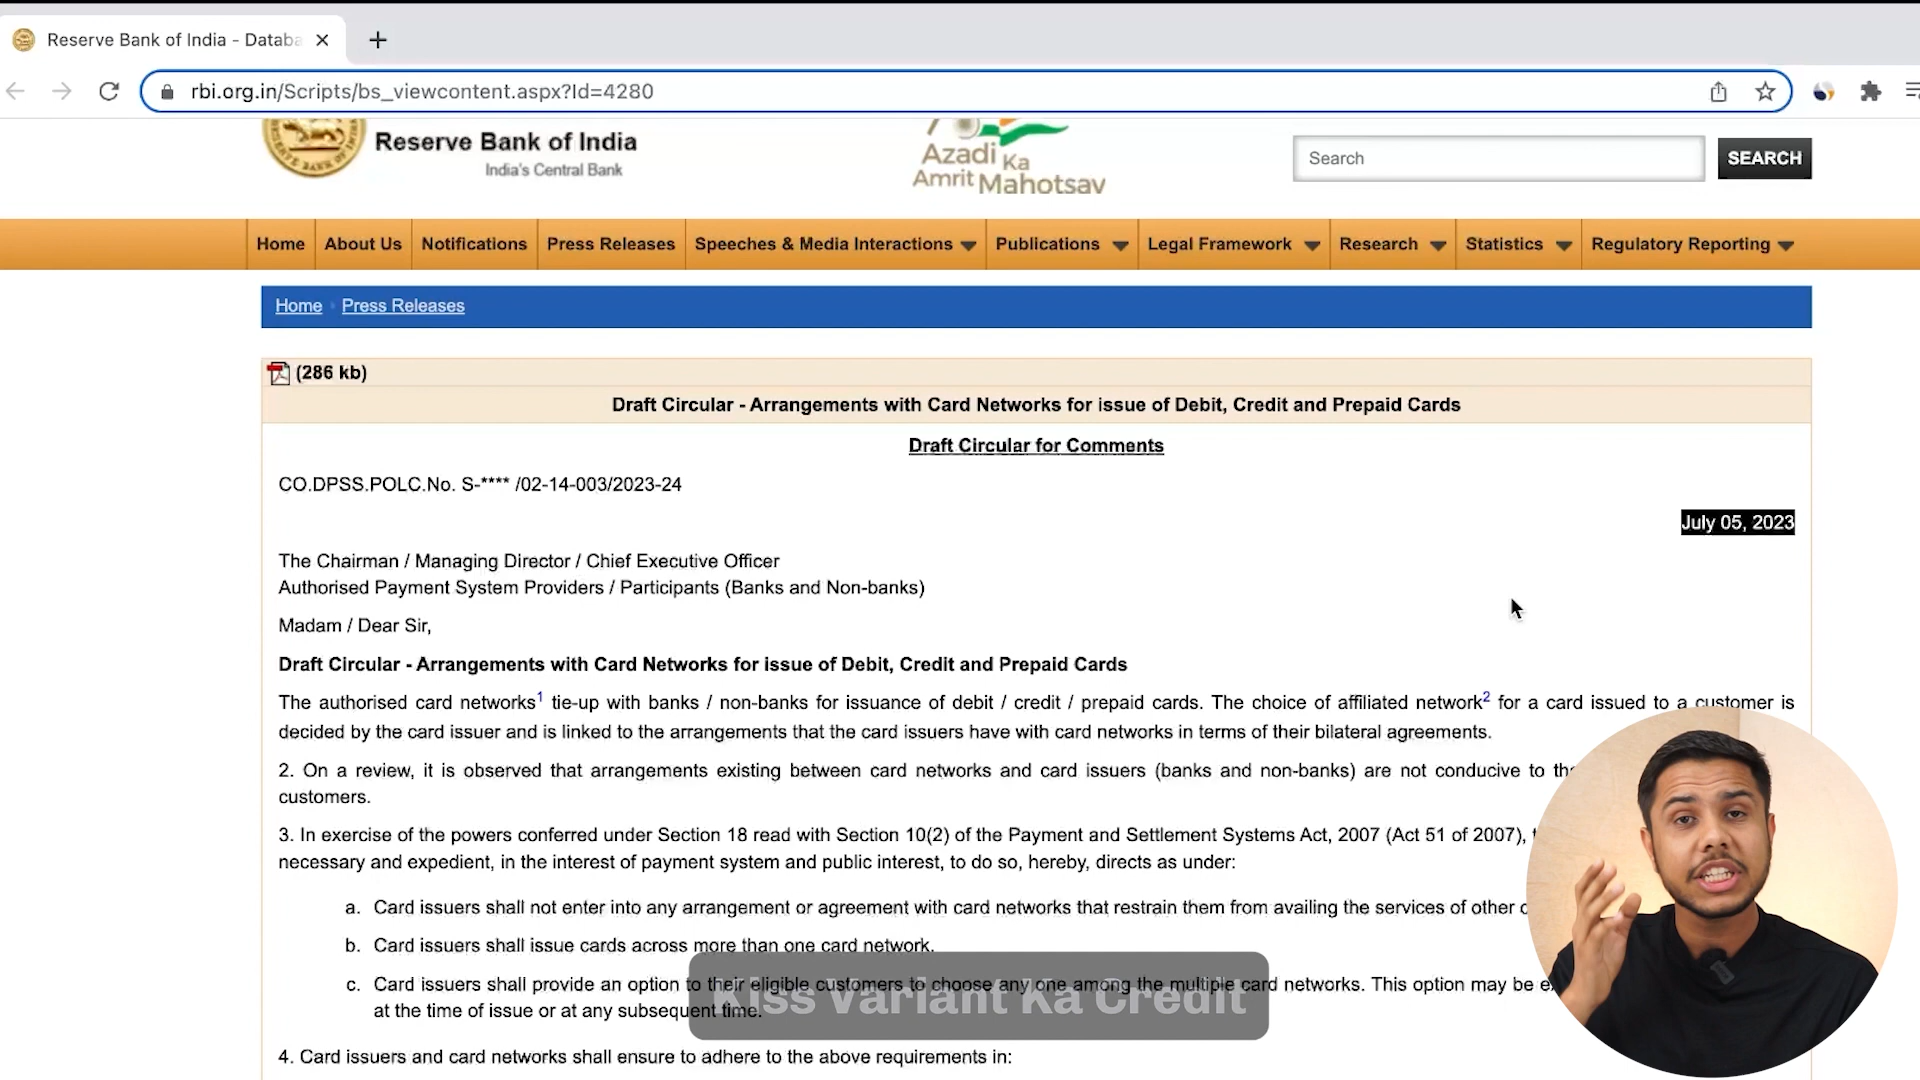 Reserve Bank of India - Databa
rbi.org.in/Scripts/bs_viewcontent.aspx?Id=4280
Reserve Bank of India
India's Central Bank
Azadi Ka
Amrit Mahotsav
Search
SEARCH
Home About Us Notifications Press Releases Speeches & Media Interactions Publications Legal Framework Research Statistics Regulatory Reporting
Home Press Releases
(286 kb)
Draft Circular - Arrangements with Card Networks for issue of Debit, Credit and Prepaid Cards
Draft Circular for Comments
CO.DPSS.POLC.No. S-**** /02-14-003/2023-24
July 05, 2023
The Chairman / Managing Director / Chief Executive Officer
Authorised Payment System Providers / Participants (Banks and Non-banks)
Madam / Dear Sir,
Draft Circular - Arrangements with Card Networks for issue of Debit, Credit and Prepaid Cards
The authorised card networks1 tie-up with banks / non-banks for issuance of debit / credit / prepaid cards. The choice of affiliated network2 for a card issued to a customer is
decided by the card issuer and is linked to the arrangements that the card issuers have with card networks in terms of their bilateral agreements.
2. On a review, it is observed that arrangements existing between card networks and card issuers (banks and non-banks) are not conducive to
customers.
3. In exercise of the powers conferred under Section 18 read with Section 10(2) of the Payment and Settlement Systems Act, 2007 (Act 51 of 2007),
necessary and expedient, in the interest of payment system and public interest, to do so, hereby, directs as under:
a. Card issuers shall not enter into any arrangement or agreement with card networks that restrain them from availing the services of other
b. Card issuers shall issue cards across more than one card network.
c. Card issuers shall provide an option to their eligible customers to choose any one among the multiple card networks. This option may be
at the time of issue or at any subsequent time.
Kiss Variant Ka Credit
4. Card issuers and card networks shall ensure to adhere to the above requirements in: